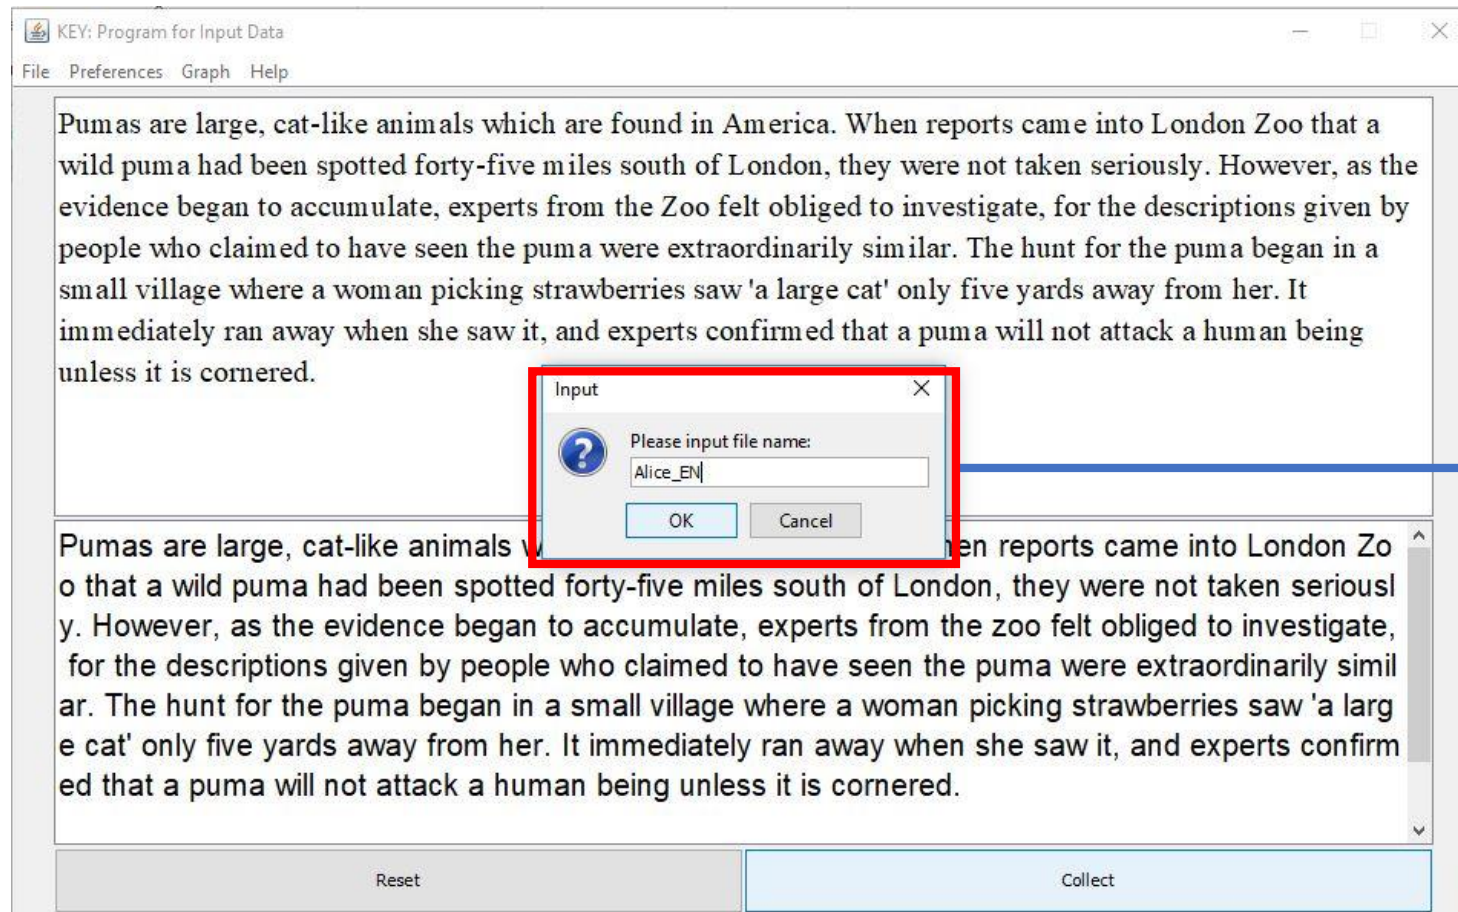 KEY: Program for Input Data
File Preferences Graph Help
Pumas are large, cat-like animals which are found in America. When reports came into London Zoo that a
wild puma had been spotted forty-five miles south of London, they were not taken seriously. However, as the
evidence began to accumulate, experts from the Zoo felt obliged to investigate, for the descriptions given by
people who claimed to have seen the puma were extraordinarily similar. The hunt for the puma began in a
small village where a woman picking strawberries saw 'a large cat' only five yards away from her. It
immediately ran away when she saw it, and experts confirmed that a puma will not attack a human being
unless it is cornered.
Input
Please input file name:
Alice_EN
OK Cancel
Pumas are large, cat-like animals w en reports came into London Zo
o that a wild puma had been spotted forty-five miles south of London, they were not taken seriousl
y. However, as the evidence began to accumulate, experts from the zoo felt obliged to investigate,
for the descriptions given by people who claimed to have seen the puma were extraordinarily simil
ar. The hunt for the puma began in a small village where a woman picking strawberries saw 'a larg
e cat' only five yards away from her. It immediately ran away when she saw it, and experts confirm
ed that a puma will not attack a human being unless it is cornered.
Reset Collect